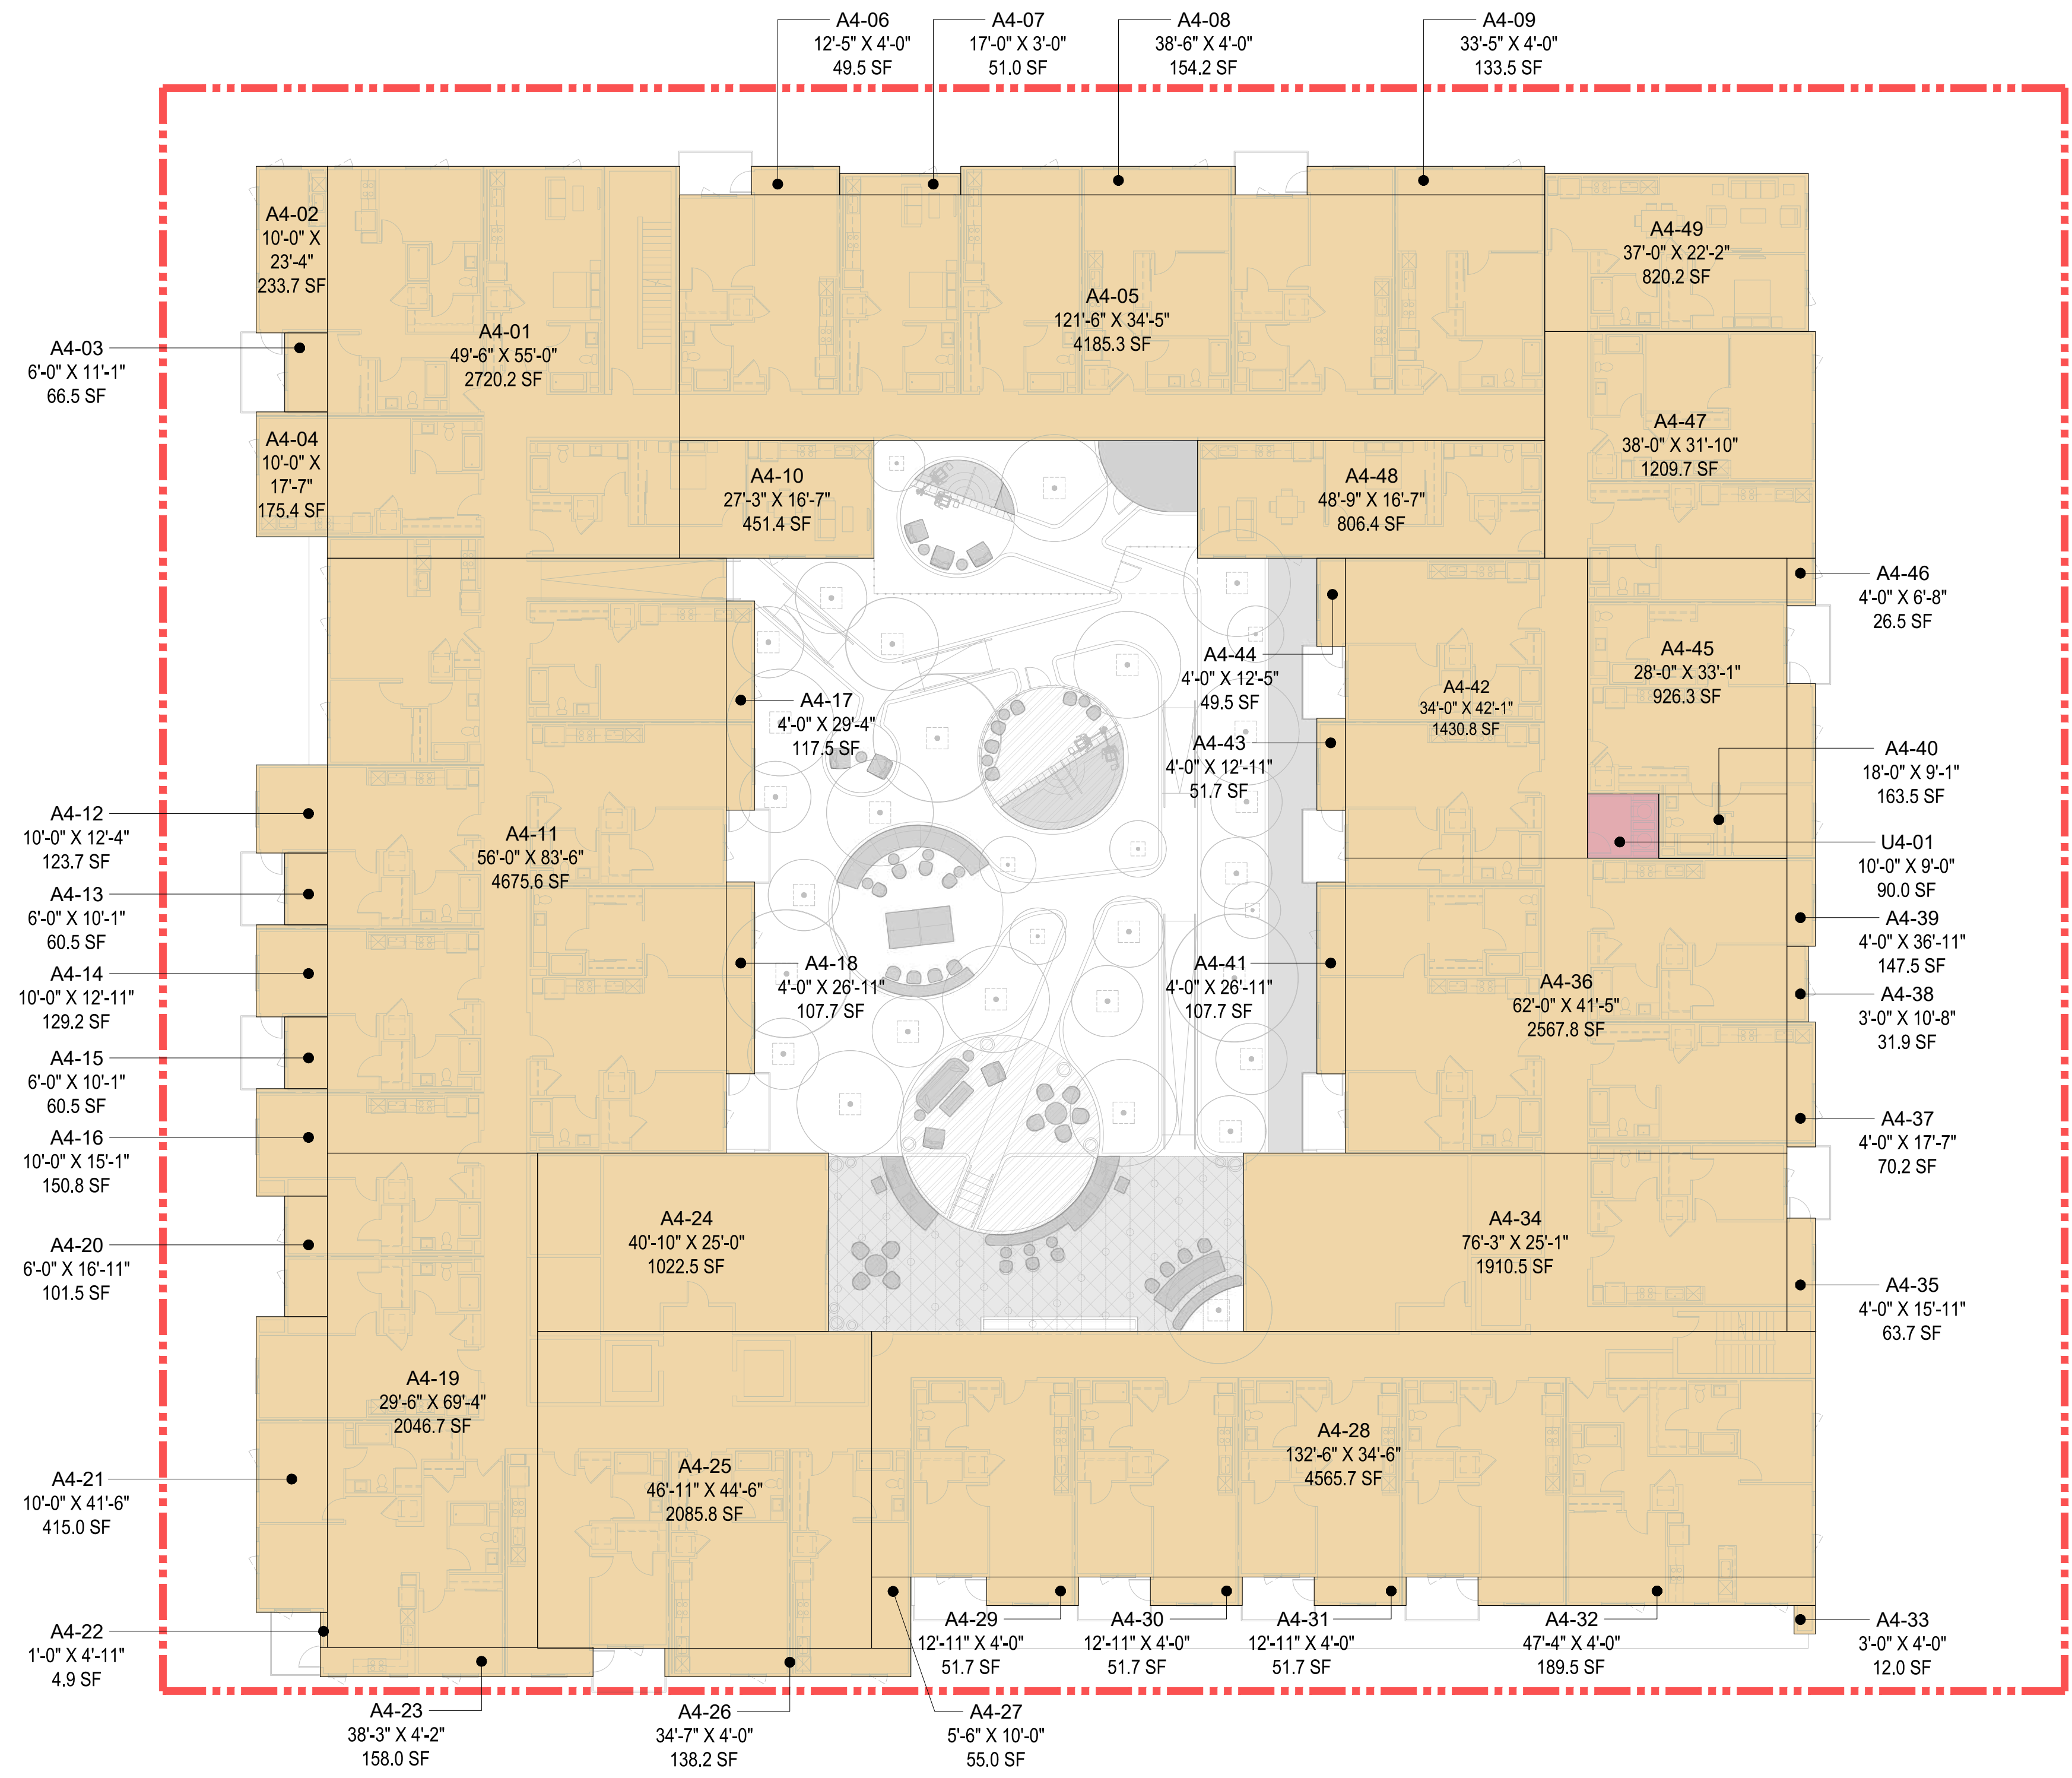 A4-06
12'-5" X 4'-0"
49.5 SF
A4-07
17'-0" X 3'-0"
51.0 SF
A4-08
38'-6" X 4'-0"
154.2 SF
A4-09
33'-5" X 4'-0"
133.5 SF
A4-02
10'-0" X
23'-4"
233.7 SF
A4-49
37'-0" X 22'-2"
820.2 SF
A4-03
6'-0" X 11'-1"
66.5 SF
A4-01
49'-6" X 55'-0"
2720.2 SF
A4-05
121'-6" X 34'-5"
4185.3 SF
A4-04
10'-0" X
17'-7"
175.4 SF
A4-47
38'-0" X 31'-10"
1209.7 SF
A4-10
27'-3" X 16'-7"
451.4 SF
A4-48
48'-9" X 16'-7"
806.4 SF
A4-46
4'-0" X 6'-8"
26.5 SF
A4-44
4'-0" X 12'-5"
49.5 SF
A4-45
28'-0" X 33'-1"
926.3 SF
A4-42
34'-0" X 42'-1"
1430.8 SF
A4-17
4'-0" X 29'-4"
117.5 SF
A4-43
4'-0" X 12'-11"
51.7 SF
A4-40
18'-0" X 9'-1"
163.5 SF
A4-12
10'-0" X 12'-4"
123.7 SF
A4-11
56'-0" X 83'-6"
4675.6 SF
U4-01
10'-0" X 9'-0"
90.0 SF
A4-13
6'-0" X 10'-1"
60.5 SF
A4-39
4'-0" X 36'-11"
147.5 SF
A4-14
10'-0" X 12'-11"
129.2 SF
A4-18
4'-0" X 26'-11"
107.7 SF
A4-41
4'-0" X 26'-11"
107.7 SF
A4-36
62'-0" X 41'-5"
2567.8 SF
A4-38
3'-0" X 10'-8"
31.9 SF
A4-15
6'-0" X 10'-1"
60.5 SF
A4-37
4'-0" X 17'-7"
70.2 SF
A4-16
10'-0" X 15'-1"
150.8 SF
A4-24
40'-10" X 25'-0"
1022.5 SF
A4-34
76'-3" X 25'-1"
1910.5 SF
A4-20
6'-0" X 16'-11"
101.5 SF
A4-35
4'-0" X 15'-11"
63.7 SF
A4-19
29'-6" X 69'-4"
2046.7 SF
A4-28
132'-6" X 34'-6"
4565.7 SF
A4-21
10'-0" X 41'-6"
415.0 SF
A4-25
46'-11" X 44'-6"
2085.8 SF
A4-22
1'-0" X 4'-11"
4.9 SF
A4-29
12'-11" X 4'-0"
51.7 SF
A4-30
12'-11" X 4'-0"
51.7 SF
A4-31
12'-11" X 4'-0"
51.7 SF
A4-32
47'-4" X 4'-0"
189.5 SF
A4-33
3'-0" X 4'-0"
12.0 SF
A4-23
38'-3" X 4'-2"
158.0 SF
A4-26
34'-7" X 4'-0"
138.2 SF
A4-27
5'-6" X 10'-0"
55.0 SF